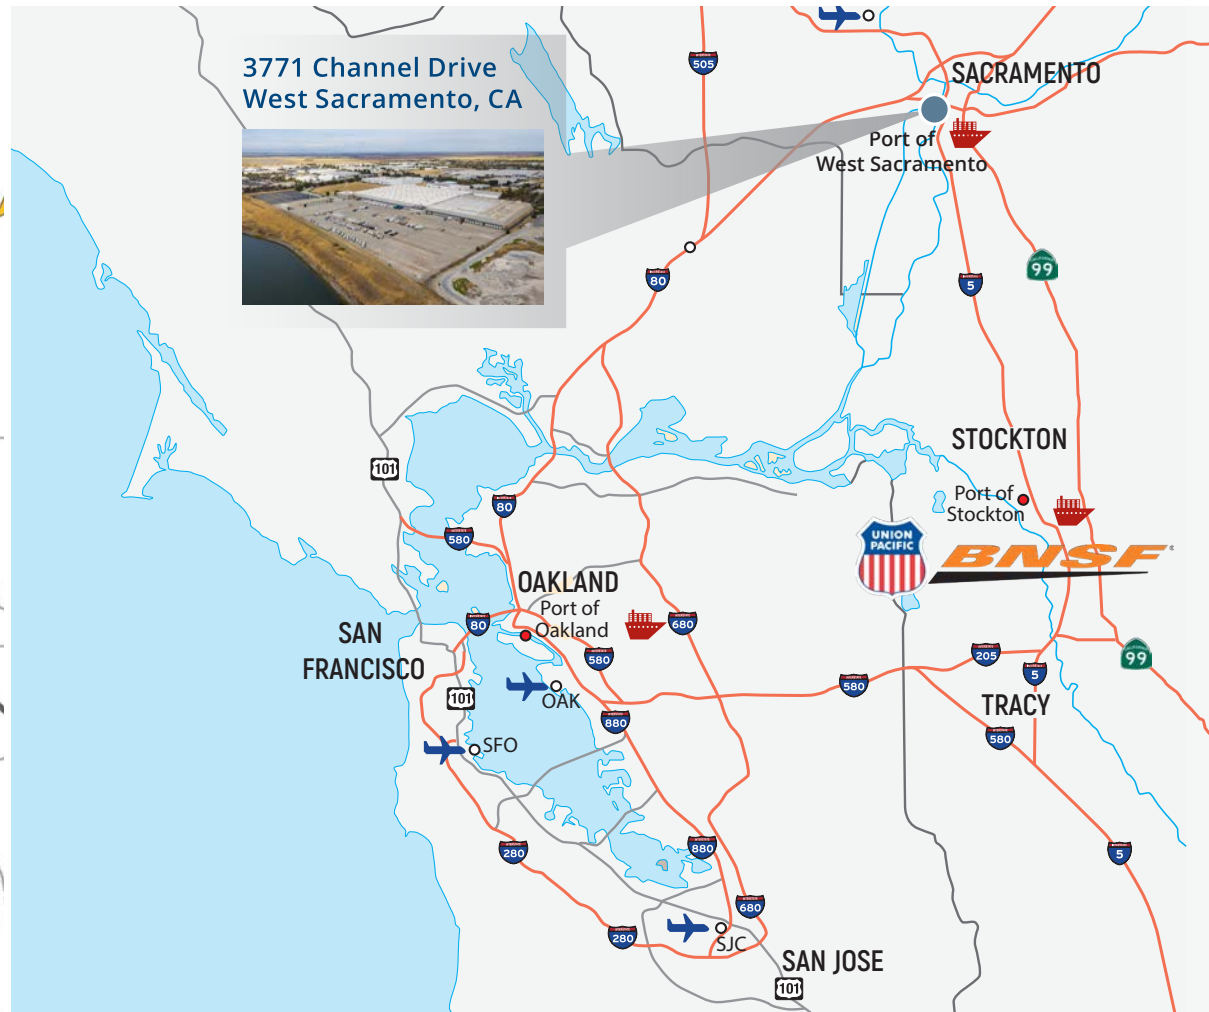 3771 Channel Drive
West Sacramento, CA
505
SACRAMENTO
Port of
West Sacramento
80
5
CALIFORNIA
99
101
STOCKTON
Port of
Stockton
80
580
UNION
PACIFIC
BNSF
®
OAKLAND
Port of
Oakland
80
680
SAN
FRANCISCO
580
205
CALIFORNIA
99
5
580
101
OAK
TRACY
880
580
SFO
280
880
5
680
280
SJC
SAN JOSE
101